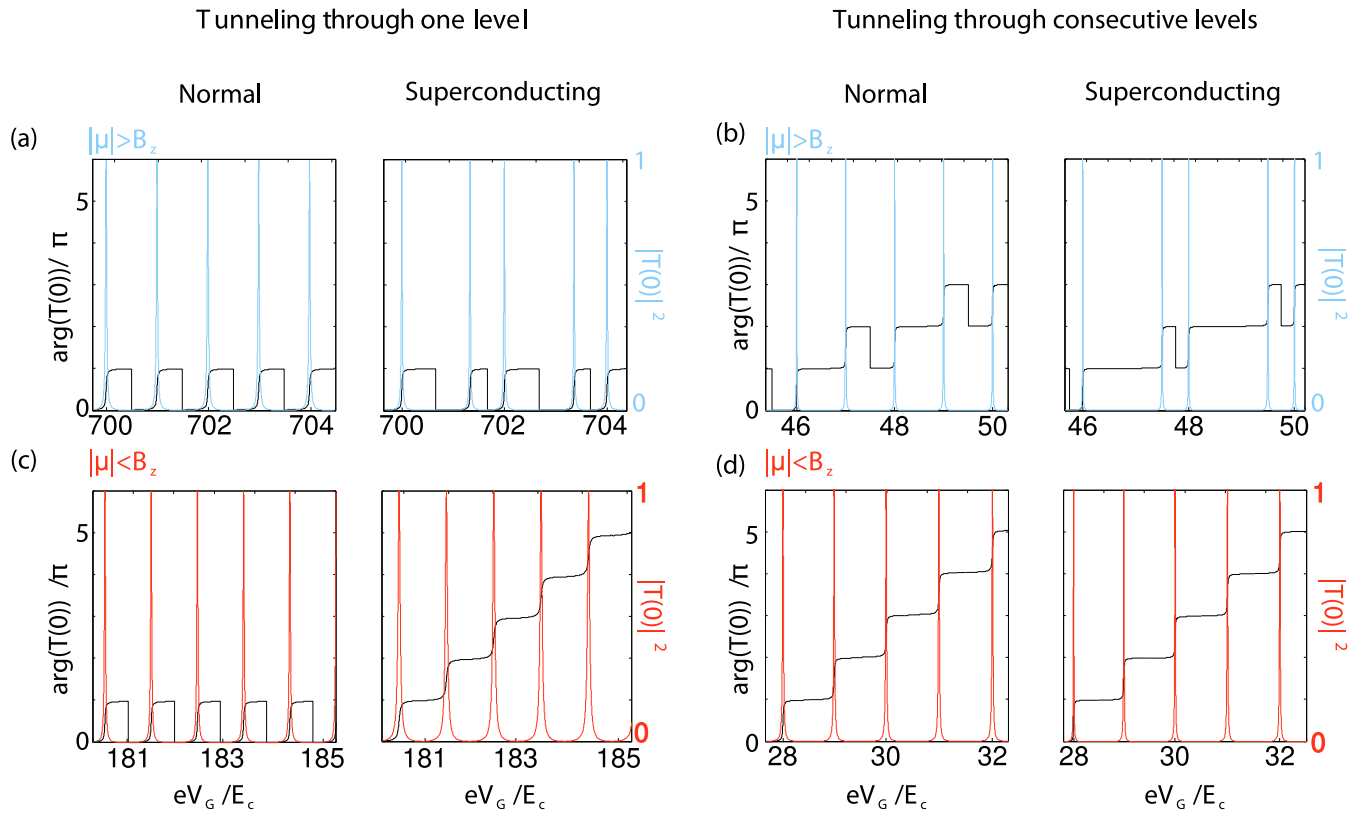 Tunneling through one level
Tunneling through consecutive levels
Normal
Superconducting
Normal
Superconducting
(a)
|μ|>B_z
5
0
arg(T(0))/ π
700 702 704
700 702 704
1
0
|T(0)|²
(b)
|μ|>B_z
5
0
arg(T(0))/ π
46 48 50
46 48 50
1
0
|T(0)|²
(c)
|μ|<B_z
5
0
arg(T(0)) /π
181 183 185
181 183 185
1
0
|T(0)|²
eV_G /E_c
eV_G /E_c
(d)
|μ|<B_z
5
0
arg(T(0)) /π
28 30 32
28 30 32
1
0
|T(0)|²
eV_G /E_c
eV_G /E_c